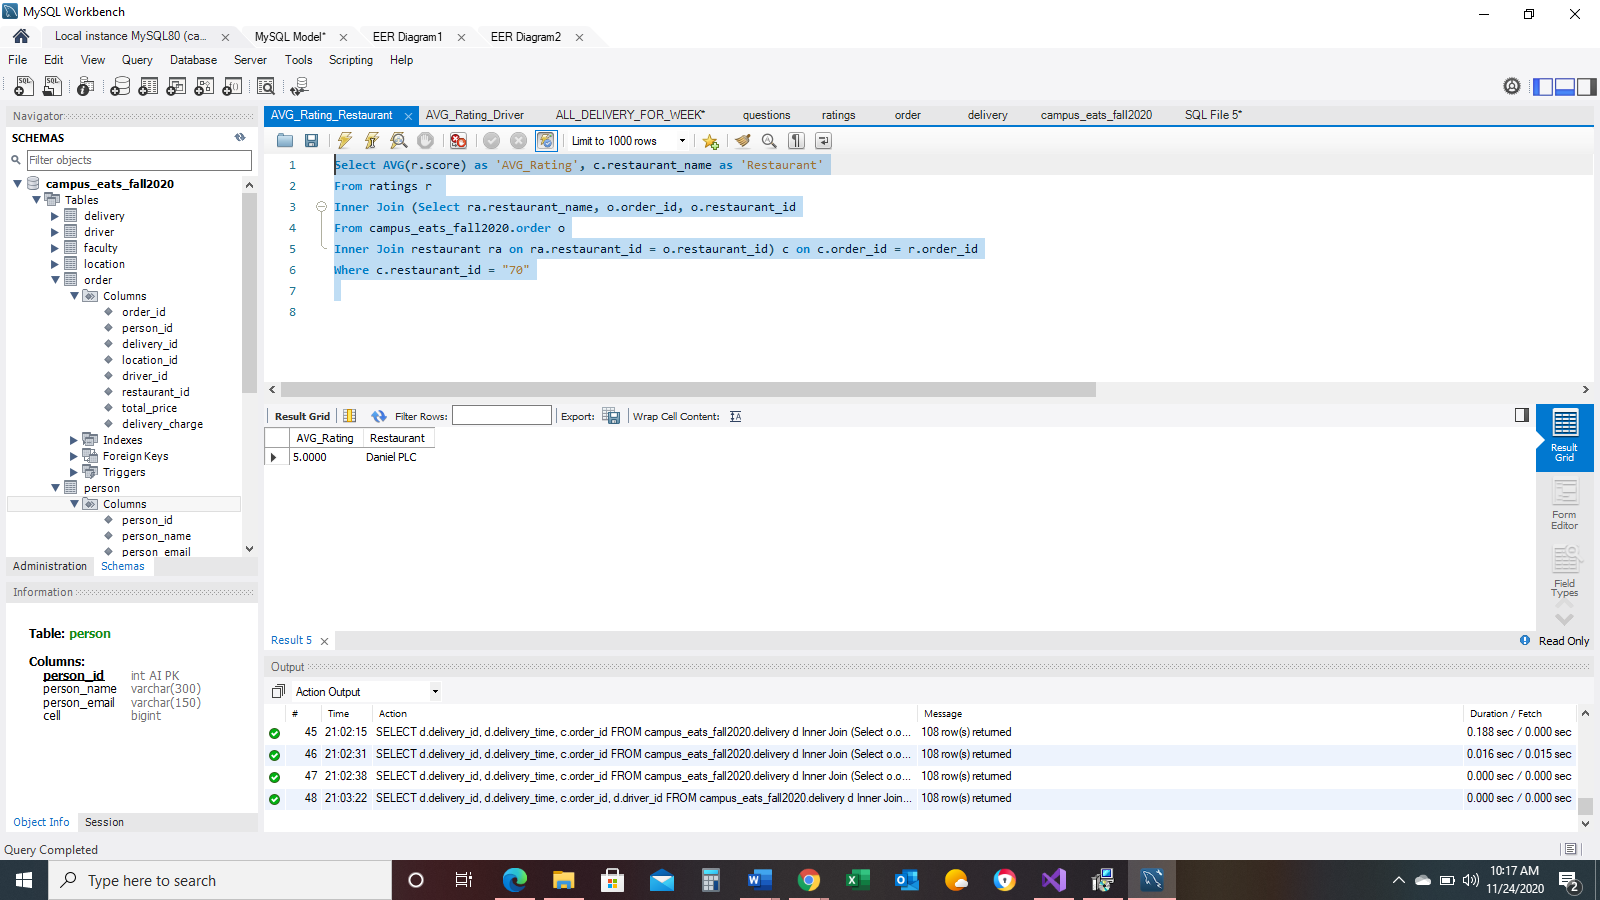 MySQL Workbench
Local instance MySQL80 (ca...
MySQL Model*
EER Diagram1
EER Diagram2
File Edit View Query Database Server Tools Scripting Help
Navigator
SCHEMAS
Filter objects
campus_eats_fall2020
Tables
delivery
driver
faculty
location
order
Columns
order_id
person_id
delivery_id
location_id
driver_id
restaurant_id
total_price
delivery_charge
Indexes
Foreign Keys
Triggers
person
Columns
person_id
person_name
person_email
Administration Schemas
Information
Table: person
Columns:
person_id int AI PK
person_name varchar(300)
person_email varchar(150)
cell bigint
Object Info Session
AVG_Rating_Restaurant AVG_Rating_Driver ALL_DELIVERY_FOR_WEEK* questions ratings order delivery campus_eats_fall2020 SQL File 5*
Limit to 1000 rows
1 Select AVG(r.score) as 'AVG_Rating', c.restaurant_name as 'Restaurant'
2 From ratings r
3 Inner Join (Select ra.restaurant_name, o.order_id, o.restaurant_id
4 From campus_eats_fall2020.order o
5 Inner Join restaurant ra on ra.restaurant_id = o.restaurant_id) c on c.order_id = r.order_id
6 Where c.restaurant_id = "70"
7
8
Result Grid Filter Rows: Export: Wrap Cell Content:
AVG_Rating Restaurant
5.0000 Daniel PLC
Result Grid
Form Editor
Field Types
Result 5
Read Only
Output
Action Output
# Time Action Message Duration / Fetch
45 21:02:15 SELECT d.delivery_id, d.delivery_time, c.order_id FROM campus_eats_fall2020.delivery d Inner Join (Select o.o... 108 row(s) returned 0.188 sec / 0.000 sec
46 21:02:31 SELECT d.delivery_id, d.delivery_time, c.order_id FROM campus_eats_fall2020.delivery d Inner Join (Select o.o... 108 row(s) returned 0.016 sec / 0.015 sec
47 21:02:38 SELECT d.delivery_id, d.delivery_time, c.order_id FROM campus_eats_fall2020.delivery d Inner Join (Select o.o... 108 row(s) returned 0.000 sec / 0.000 sec
48 21:03:22 SELECT d.delivery_id, d.delivery_time, c.order_id, d.driver_id FROM campus_eats_fall2020.delivery d Inner Join... 108 row(s) returned 0.000 sec / 0.000 sec
Query Completed
Type here to search
10:17 AM
11/24/2020
2